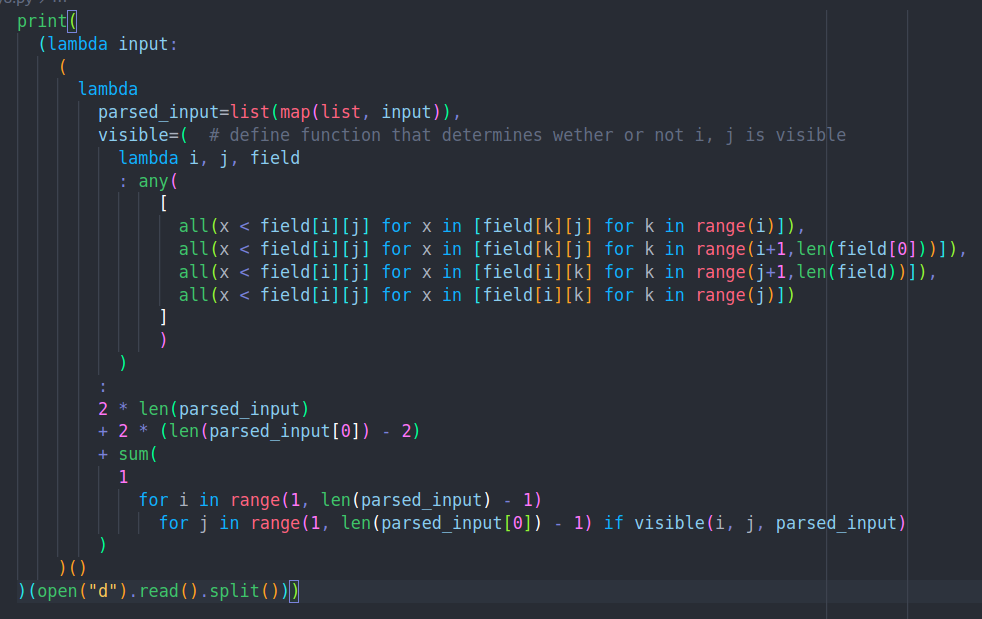 print(
  (lambda input:
    (
      lambda
        parsed_input=list(map(list, input)),
        visible=(  # define function that determines wether or not i, j is visible
          lambda i, j, field
          : any(
              [
                all(x < field[i][j] for x in [field[k][j] for k in range(i)]),
                all(x < field[i][j] for x in [field[k][j] for k in range(i+1,len(field[0]))]),
                all(x < field[i][j] for x in [field[i][k] for k in range(j+1,len(field))]),
                all(x < field[i][j] for x in [field[i][k] for k in range(j)])
              ]
              )
          )
        :
        2 * len(parsed_input)
        + 2 * (len(parsed_input[0]) - 2)
        + sum(
          1
            for i in range(1, len(parsed_input) - 1)
              for j in range(1, len(parsed_input[0]) - 1) if visible(i, j, parsed_input)
        )
    )()
)(open("d").read().split()))